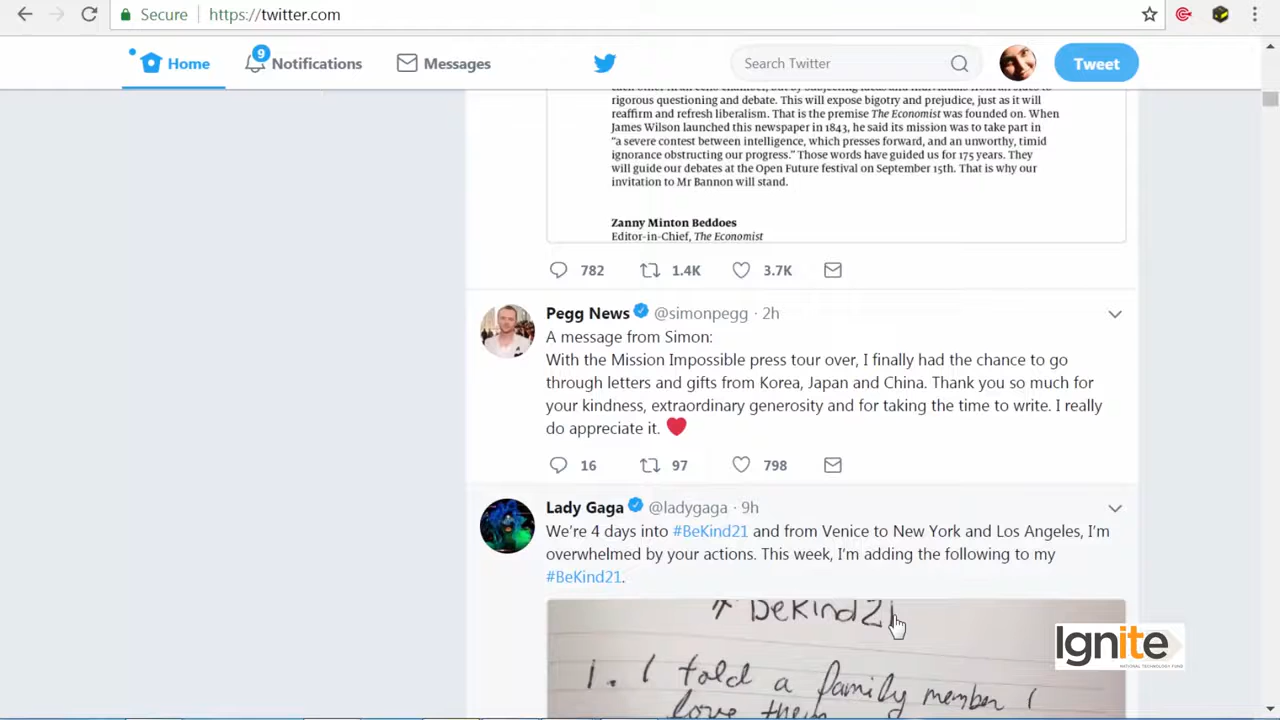 Secure https://twitter.com
Home 9 Notifications Messages Search Twitter Tweet
rigorous questioning and debate. This will expose bigotry and prejudice, just as it will
reaffirm and refresh liberalism. That is the premise The Economist was founded on. When
James Wilson launched this newspaper in 1843, he said its mission was to take part in
“a severe contest between intelligence, which presses forward, and an unworthy, timid
ignorance obstructing our progress.” Those words have guided us for 175 years. They
will guide our debates at the Open Future festival on September 15th. That is why our
invitation to Mr Bannon will stand.
Zanny Minton Beddoes
Editor-in-Chief, The Economist
782 1.4K 3.7K
Pegg News @simonpegg · 2h
A message from Simon:
With the Mission Impossible press tour over, I finally had the chance to go
through letters and gifts from Korea, Japan and China. Thank you so much for
your kindness, extraordinary generosity and for taking the time to write. I really
do appreciate it.
16 97 798
Lady Gaga @ladygaga · 9h
We’re 4 days into #BeKind21 and from Venice to New York and Los Angeles, I’m
overwhelmed by your actions. This week, I’m adding the following to my
#BeKind21.
BeKind21
1. I told a family member I
love them
Ignite
NATIONAL TECHNOLOGY FUND